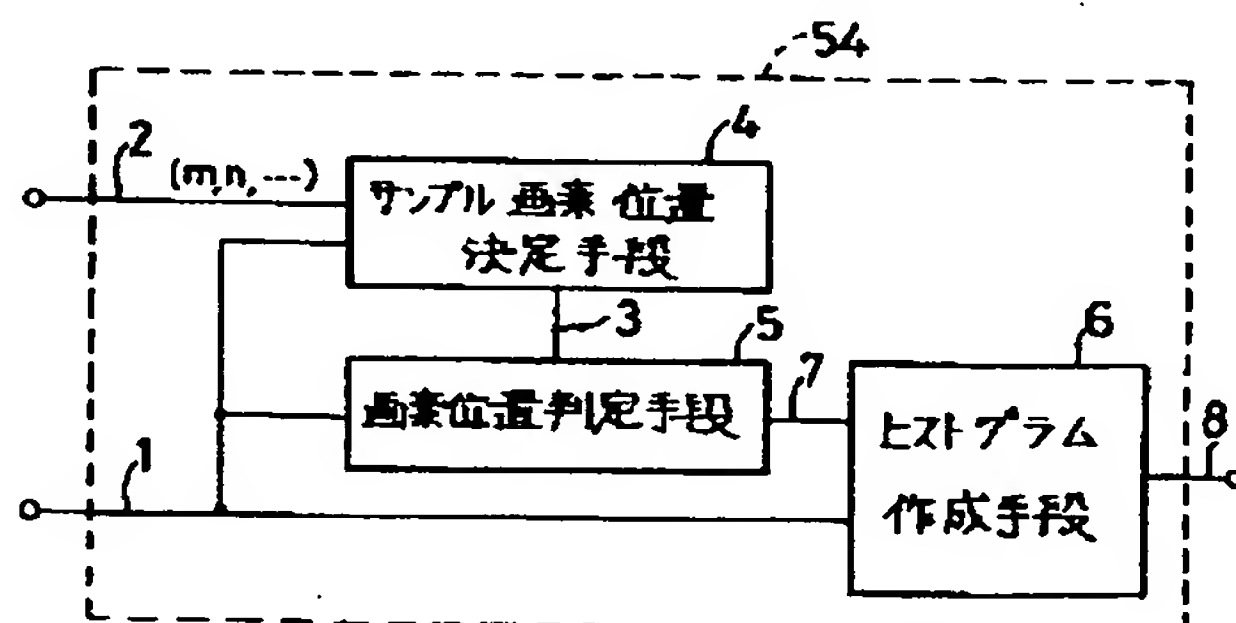 54
2
(m,n,---)
4
サンプル 画素 位置
決定手段
3
5
画素位置判定手段
7
6
ヒストグラム
作成手段
1
8